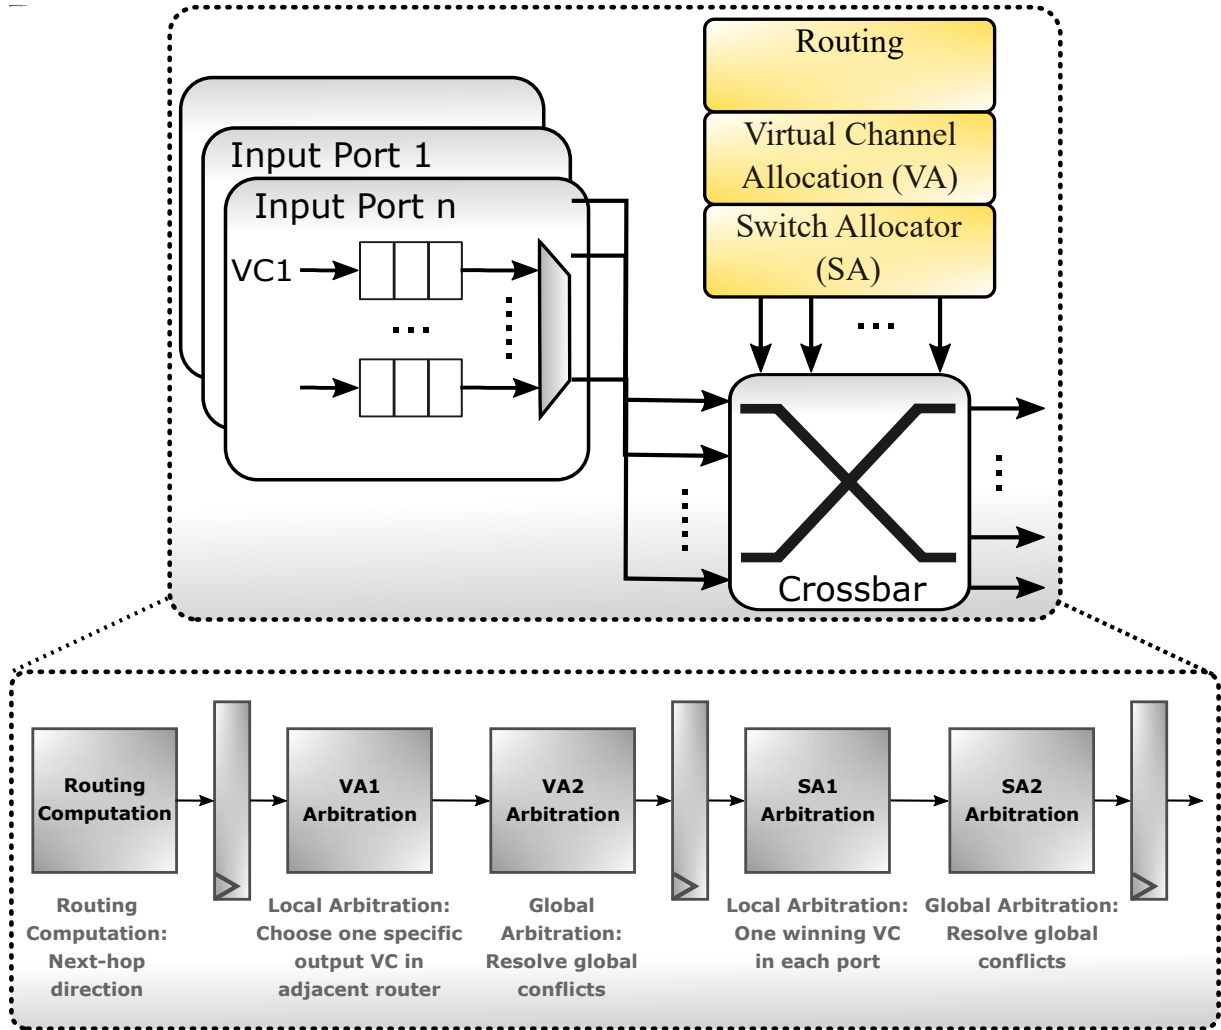 Routing
Virtual Channel
Allocation (VA)
Switch Allocator
(SA)
Input Port 1
Input Port n
VC1
Crossbar
Routing
Computation
VA1
Arbitration
VA2
Arbitration
SA1
Arbitration
SA2
Arbitration
Routing
Computation:
Next-hop
direction
Local Arbitration:
Choose one specific
output VC in
adjacent router
Global
Arbitration:
Resolve global
conflicts
Local Arbitration:
One winning VC
in each port
Global Arbitration:
Resolve global
conflicts